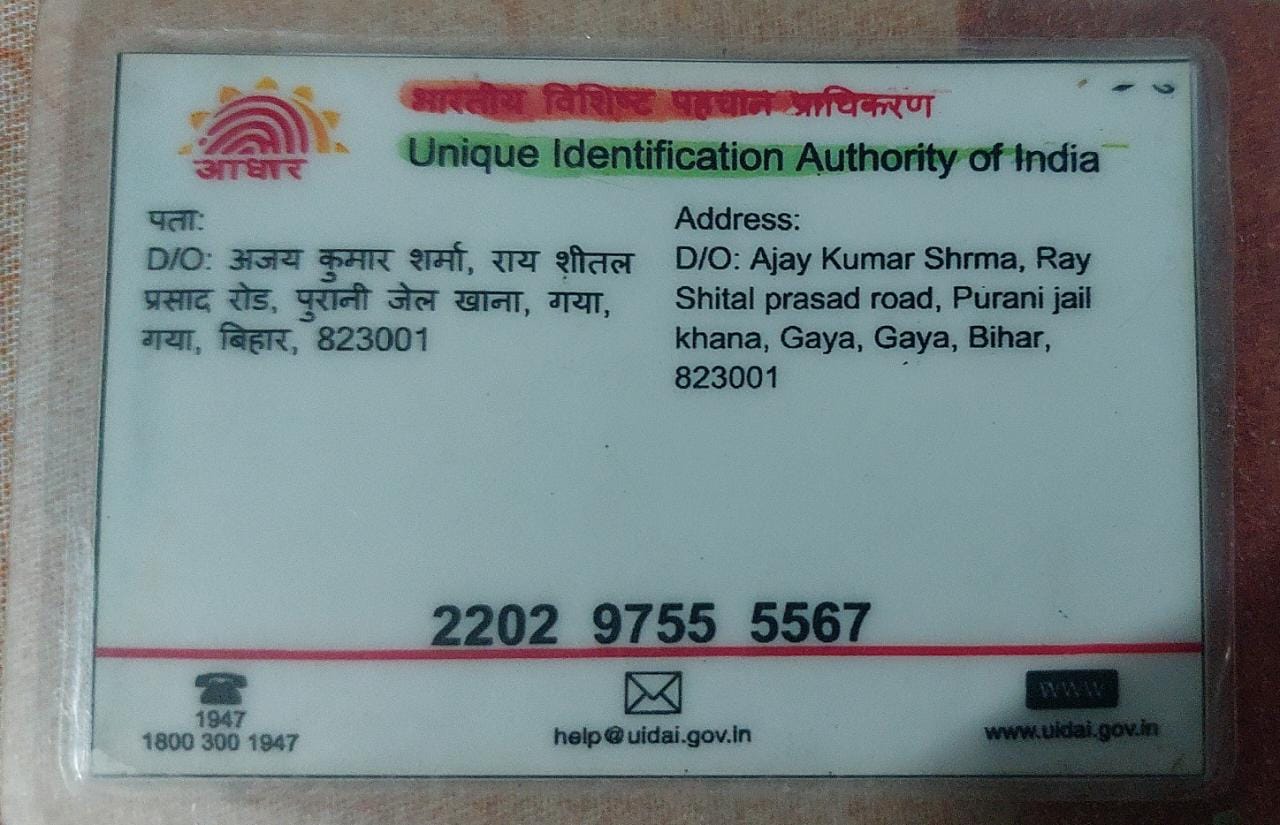 आधार
भारतीय विशिष्ट पहचान प्राधिकरण
Unique Identification Authority of India
पता:
D/O: अजय कुमार शर्मा, राय शीतल
प्रसाद रोड, पुरानी जेल खाना, गया,
गया, बिहार, 823001
Address:
D/O: Ajay Kumar Shrma, Ray
Shital prasad road, Purani jail
khana, Gaya, Gaya, Bihar,
823001
2202 9755 5567
1947
1800 300 1947
help@uidai.gov.in
WWW
www.uidai.gov.in